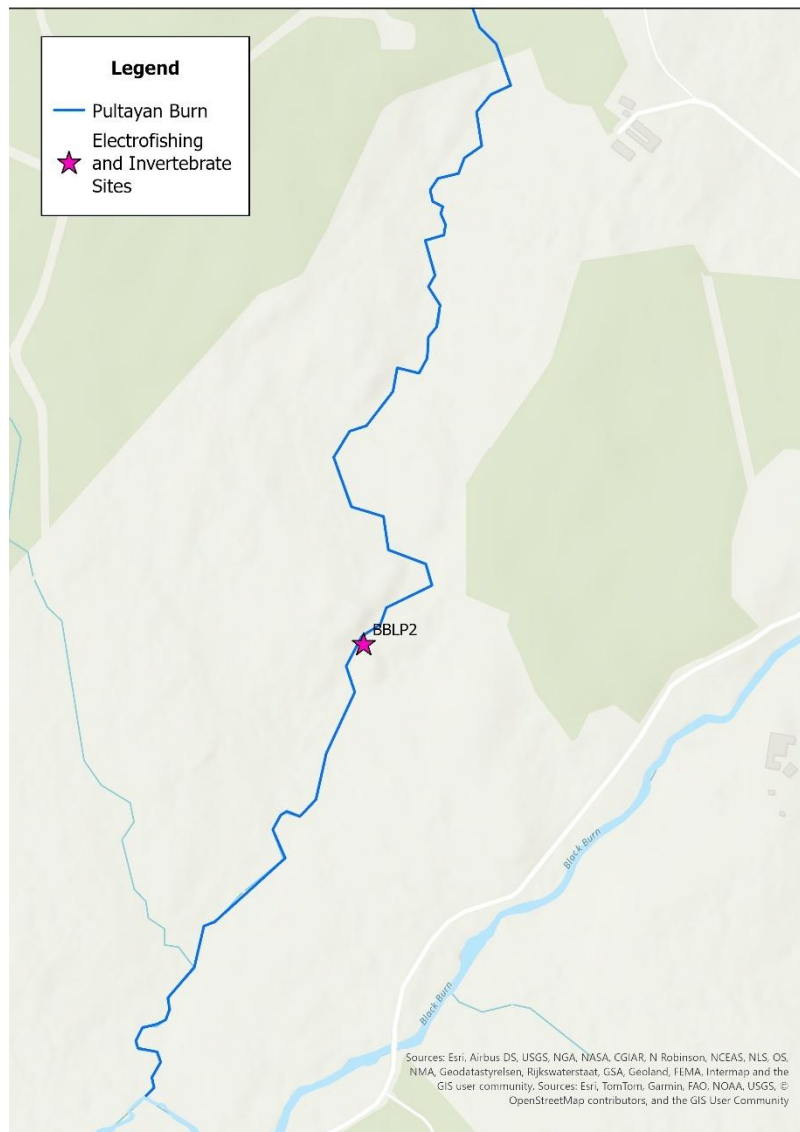 Legend
Pultayan Burn
Electrofishing
and Invertebrate
Sites
BBLP2
Black Burn
Black Burn
Sources: Esri, Airbus DS, USGS, NGA, NASA, CGIAR, N Robinson, NCEAS, NLS, OS,
NMA, Geodatastyrelsen, Rijkswaterstaat, GSA, Geoland, FEMA, Intermap and the
GIS user community. Sources: Esri, TomTom, Garmin, FAO, NOAA, USGS, ©
OpenStreetMap contributors, and the GIS User Community